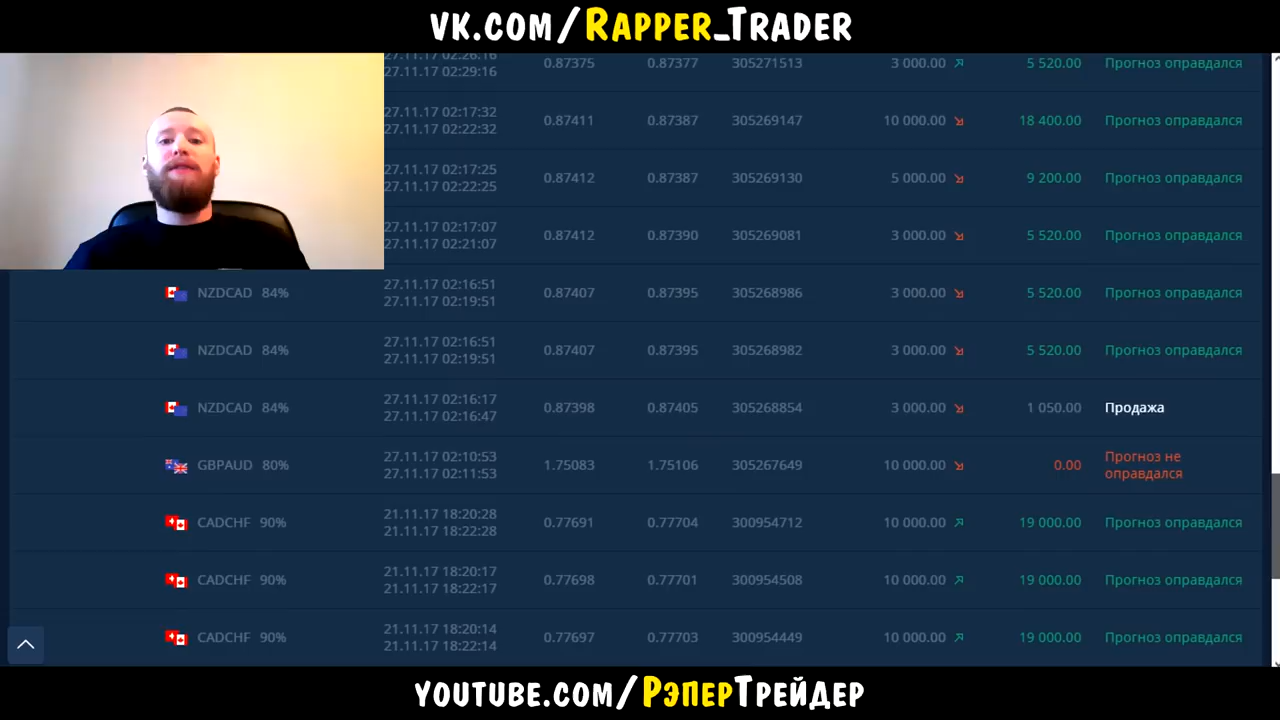 VK.COM/RAPPER_TRADER
27.11.17 02:28:16 0.87375 0.87377 305271513 3 000.00 5 520.00 Прогноз оправдался
27.11.17 02:29:16
27.11.17 02:17:32 0.87411 0.87387 305269147 10 000.00 18 400.00 Прогноз оправдался
27.11.17 02:22:32
27.11.17 02:17:25 0.87412 0.87387 305269130 5 000.00 9 200.00 Прогноз оправдался
27.11.17 02:22:25
27.11.17 02:17:07 0.87412 0.87390 305269081 3 000.00 5 520.00 Прогноз оправдался
27.11.17 02:21:07
NZDCAD 84% 27.11.17 02:16:51 0.87407 0.87395 305268986 3 000.00 5 520.00 Прогноз оправдался
27.11.17 02:19:51
NZDCAD 84% 27.11.17 02:16:51 0.87407 0.87395 305268982 3 000.00 5 520.00 Прогноз оправдался
27.11.17 02:19:51
NZDCAD 84% 27.11.17 02:16:17 0.87398 0.87405 305268854 3 000.00 1 050.00 Продажа
27.11.17 02:16:47
GBPAUD 80% 27.11.17 02:10:53 1.75083 1.75106 305267649 10 000.00 0.00 Прогноз не
27.11.17 02:11:53 оправдался
CADCHF 90% 21.11.17 18:20:28 0.77691 0.77704 300954712 10 000.00 19 000.00 Прогноз оправдался
21.11.17 18:22:28
CADCHF 90% 21.11.17 18:20:17 0.77698 0.77701 300954508 10 000.00 19 000.00 Прогноз оправдался
21.11.17 18:22:17
CADCHF 90% 21.11.17 18:20:14 0.77697 0.77703 300954449 10 000.00 19 000.00 Прогноз оправдался
21.11.17 18:22:14
YOUTUBE.COM/РЭПЕРТРЕЙДЕР